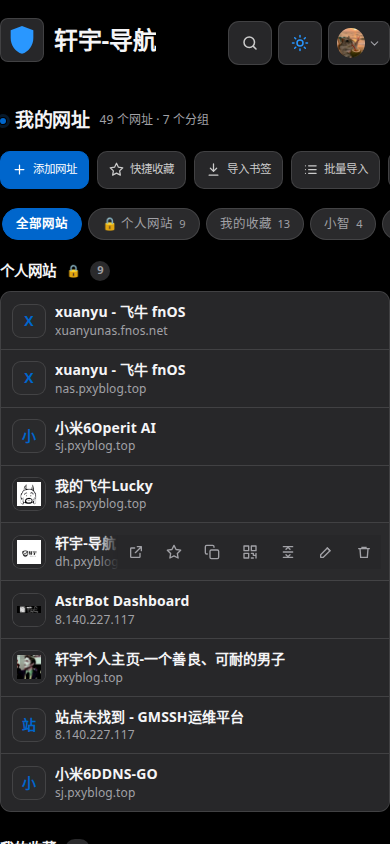 轩宇-导航
我的网址 49 个网址 · 7 个分组
添加网址 快捷收藏 导入书签 批量导入
全部网站 🔒 个人网站 9 我的收藏 13 小智 4
个人网站 🔒 9
X xuanyu - 飞牛 fnOS
xuanyunas.fnos.net
X xuanyu - 飞牛 fnOS
nas.pxyblog.top
小 小米6Operit AI
sj.pxyblog.top
我的飞牛Lucky
nas.pxyblog.top
轩宇-导航
dh.pxyblog
AstrBot Dashboard
8.140.227.117
轩宇个人主页-一个善良、可耐的男子
pxyblog.top
站 站点未找到 - GMSSH运维平台
8.140.227.117
小 小米6DDNS-GO
sj.pxyblog.top